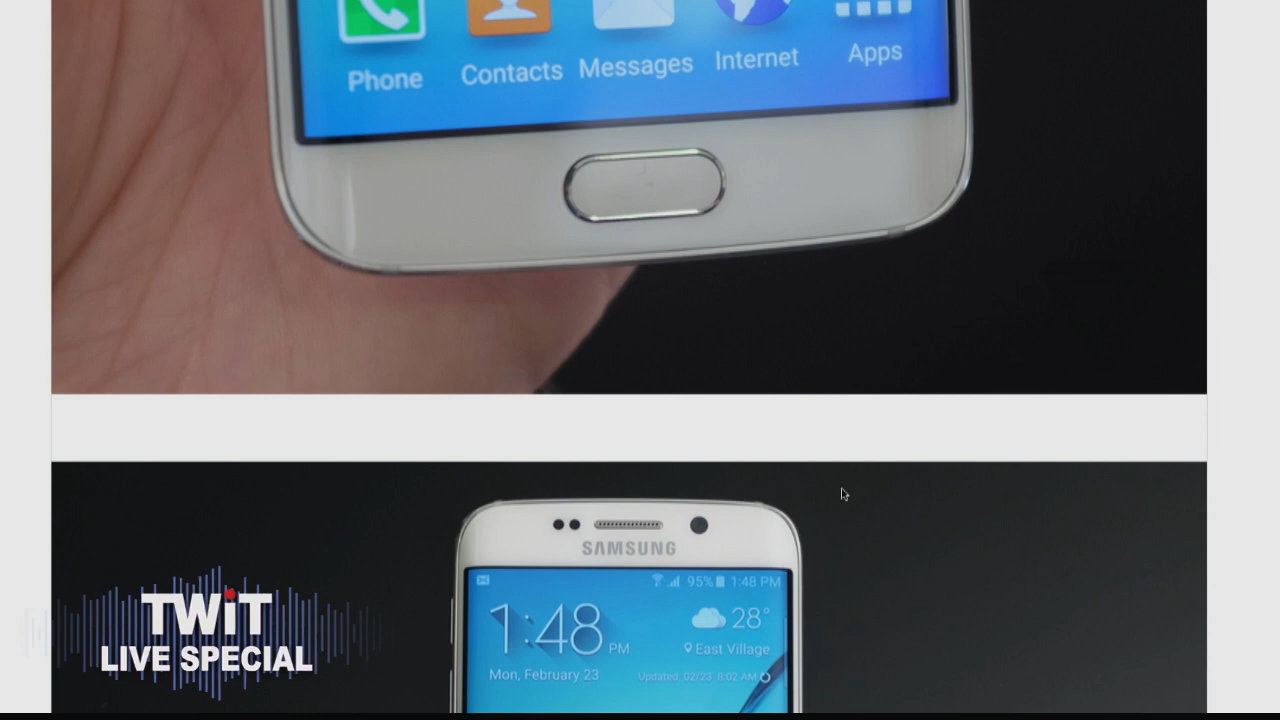 Phone Contacts Messages Internet Apps
SAMSUNG
95% 1:48 PM
1:48 PM
28°
East Village
Mon, February 23
Updated 02/23 8:02 AM
TWiT
LIVE SPECIAL